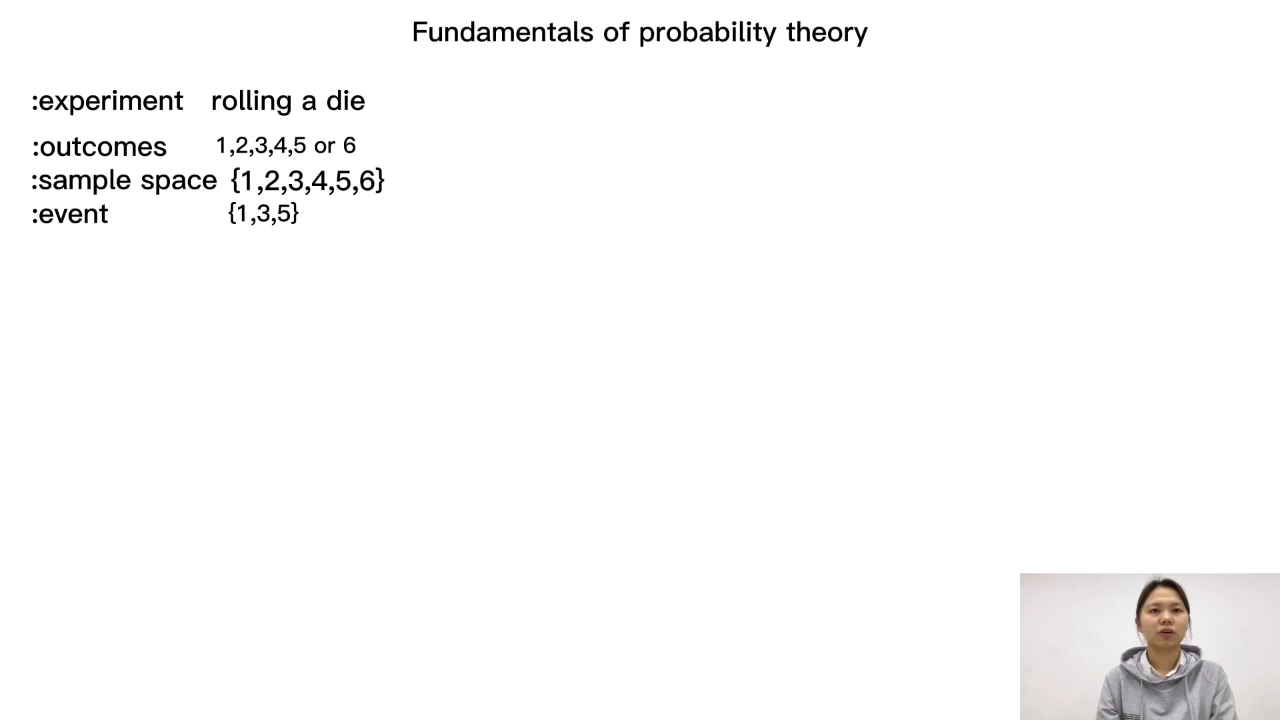 Fundamentals of probability theory
:experiment rolling a die
:outcomes 1,2,3,4,5 or 6
:sample space {1,2,3,4,5,6}
:event {1,3,5}